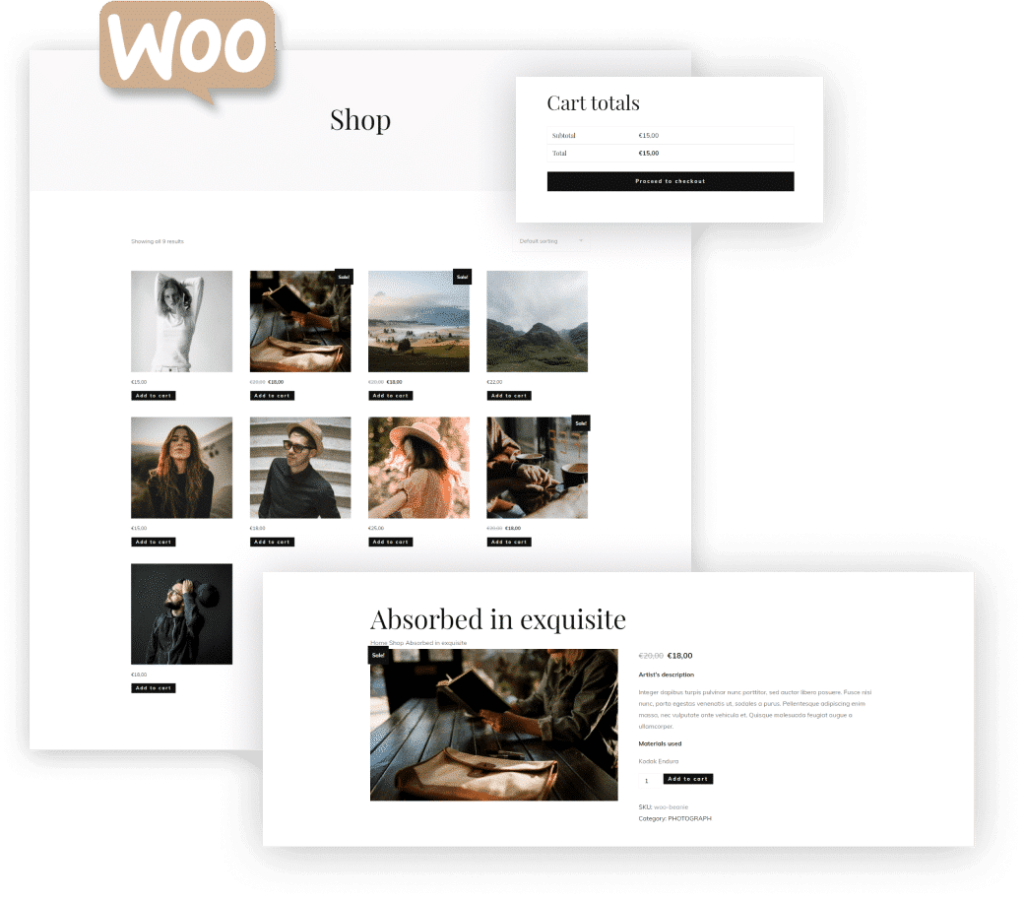 WOO
Shop
Cart totals
Subtotal €15,00
Total €15,00
Proceed to checkout
Showing all 9 results
Default sorting
Sale!
Sale!
€15,00
€20,00 €18,00
€20,00 €18,00
€22,00
Add to cart
Add to cart
Add to cart
Add to cart
Sale!
€15,00
€18,00
€25,00
€18,00
Add to cart
Add to cart
Add to cart
Add to cart
€18,00
Add to cart
Absorbed in exquisite
Home Shop Absorbed in exquisite
Sale!
€20,00 €18,00
Artist's description
Integer dapibus turpis pulvinar nunc porttitor, sed auctor libero posuere. Fusce nisi
nunc, porta egestas venenatis ut, sodales a purus. Pellentesque adipiscing enim
massa, nec vulputate ante vehicula et. Quisque malesuada feugiat augue a
ullamcorper.
Materials used
Kodak Endura
1 Add to cart
SKU: woo-beanie
Category: PHOTOGRAPH